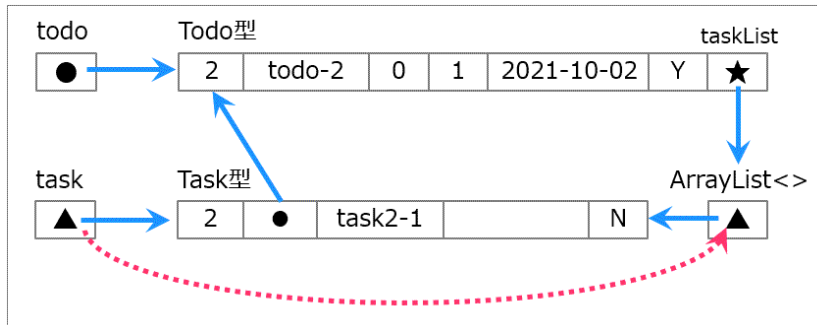 todo Todo型 taskList
● 2 todo-2 0 1 2021-10-02 Y ★
task Task型 ArrayList<>
▲ 2 ● task2-1 N ▲